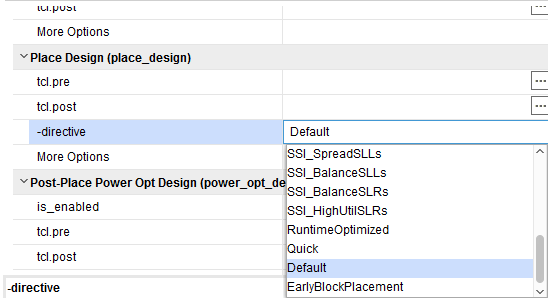 tcl.post
...
More Options
Place Design (place_design)
tcl.pre
...
tcl.post
...
-directive Default
SSI_SpreadSLLs
More Options
SSI_BalanceSLLs
Post-Place Power Opt Design (power_opt_de
SSI_BalanceSLRs
is_enabled
SSI_HighUtilSLRs
tcl.pre
RuntimeOptimized
Quick
tcl.post
Default
-directive
EarlyBlockPlacement